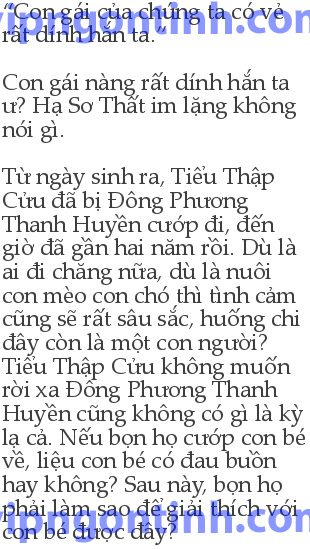 “Con gái của chúng ta có vẻ
rất dính hắn ta.”
Con gái nàng rất dính hắn ta
ư? Hạ Sơ Thất im lặng không
nói gì.
Từ ngày sinh ra, Tiểu Thập
Cửu đã bị Đông Phương
Thanh Huyền cướp đi, đến
giờ đã gần hai năm rồi. Dù là
ai đi chăng nữa, dù là nuôi
con mèo con chó thì tình cảm
cũng sẽ rất sâu sắc, huống chi
đây còn là một con người?
Tiểu Thập Cửu không muốn
rời xa Đông Phương Thanh
Huyền cũng không có gì là kỳ
lạ cả. Nếu bọn họ cướp con bé
về, liệu con bé có đau buồn
hay không? Sau này, bọn họ
phải làm sao để giải thích với
con bé được đây?
vipngontinh.com
vipngontinh.com